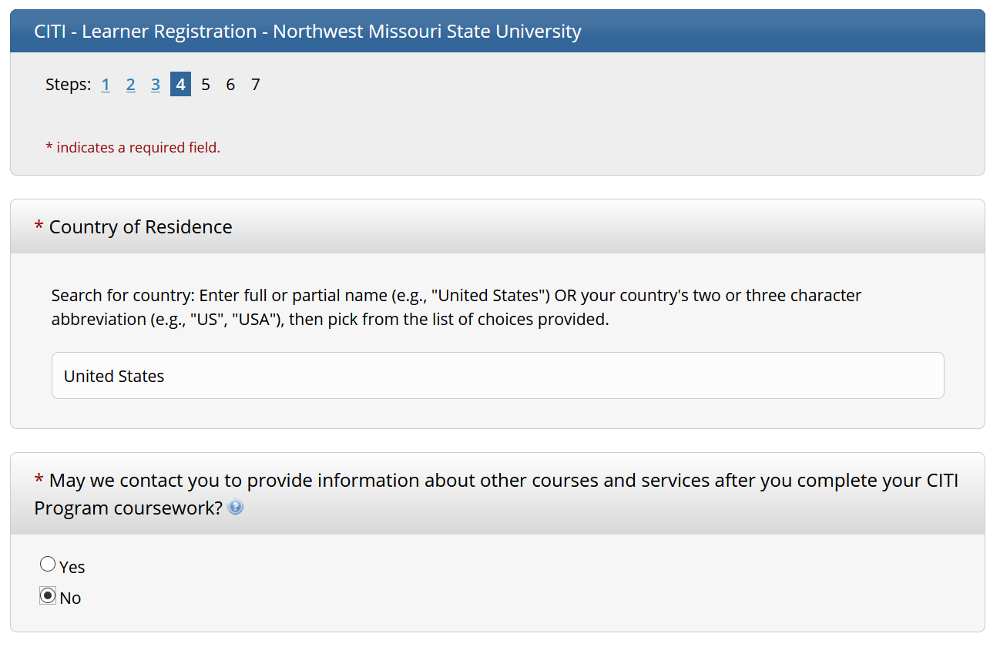 CITI - Learner Registration - Northwest Missouri State University
Steps: 1 2 3 4 5 6 7
* indicates a required field.
* Country of Residence
Search for country: Enter full or partial name (e.g., "United States") OR your country's two or three character
abbreviation (e.g., "US", "USA"), then pick from the list of choices provided.
United States
* May we contact you to provide information about other courses and services after you complete your CITI
Program coursework? ?
Yes
No